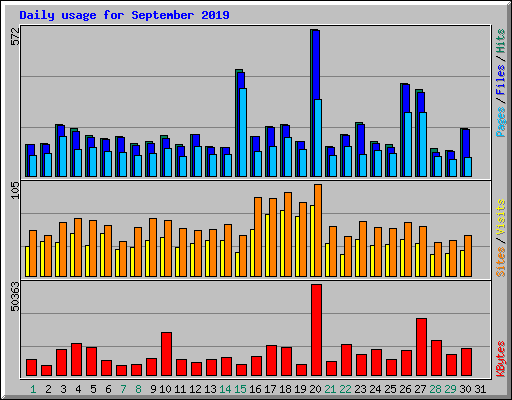 Daily usage for September 2019
572
Pages / Files / Hits
105
Sites / Visits
50363
KBytes
1 2 3 4 5 6 7 8 9 10 11 12 13 14 15 16 17 18 19 20 21 22 23 24 25 26 27 28 29 30 31